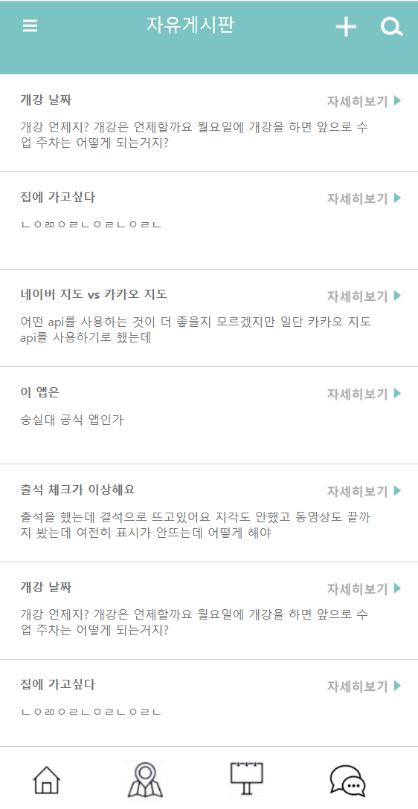 자유게시판
개강 날짜
자세히보기
개강 언제지? 개강은 언제할까요 월요일에 개강을 하면 앞으로 수
업 주차는 어떻게 되는거지?
집에 가고싶다
자세히보기
네이버 지도 vs 카카오 지도
자세히보기
어떤 api를 사용하는 것이 더 좋을지 모르겠지만 일단 카카오 지도
api를 사용하기로 했는데
이 앱은
자세히보기
숭실대 공식 앱인가
출석 체크가 이상해요
자세히보기
출석을 했는데 결석으로 뜨고있어요 지각도 안했고 동영상도 끝까
지 봤는데 여전히 표시가 안뜨는데 어떻게 해야
개강 날짜
자세히보기
개강 언제지? 개강은 언제할까요 월요일에 개강을 하면 앞으로 수
업 주차는 어떻게 되는거지?
집에 가고싶다
자세히보기